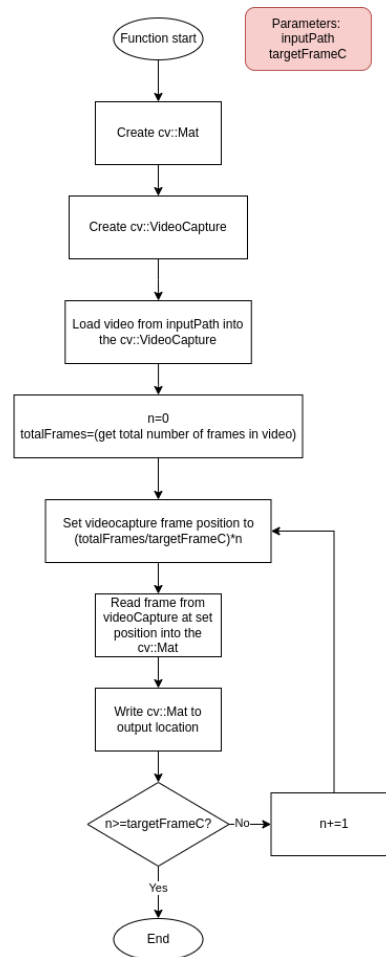 Function start
Parameters:
inputPath
targetFrameC
Create cv::Mat
Create cv::VideoCapture
Load video from inputPath into
the cv::VideoCapture
n=0
totalFrames=(get total number of frames in video)
Set videocapture frame position to
(totalFrames/targetFrameC)*n
Read frame from
videoCapture at set
position into the
cv::Mat
Write cv::Mat to
output location
n>=targetFrameC?
No
n+=1
Yes
End